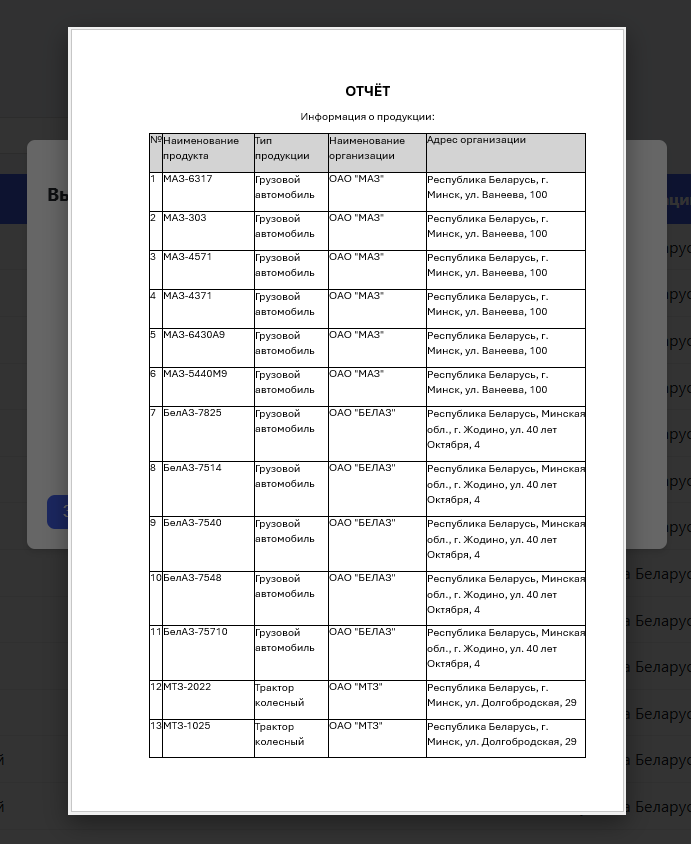 ОТЧЁТ
Информация о продукции:
№ Наименование продукта Тип продукции Наименование организации Адрес организации
1 МАЗ-6317 Грузовой автомобиль ОАО "МАЗ" Республика Беларусь, г. Минск, ул. Ванеева, 100
2 МАЗ-303 Грузовой автомобиль ОАО "МАЗ" Республика Беларусь, г. Минск, ул. Ванеева, 100
3 МАЗ-4571 Грузовой автомобиль ОАО "МАЗ" Республика Беларусь, г. Минск, ул. Ванеева, 100
4 МАЗ-4371 Грузовой автомобиль ОАО "МАЗ" Республика Беларусь, г. Минск, ул. Ванеева, 100
5 МАЗ-6430А9 Грузовой автомобиль ОАО "МАЗ" Республика Беларусь, г. Минск, ул. Ванеева, 100
6 МАЗ-5440М9 Грузовой автомобиль ОАО "МАЗ" Республика Беларусь, г. Минск, ул. Ванеева, 100
7 БелАЗ-7825 Грузовой автомобиль ОАО "БЕЛАЗ" Республика Беларусь, Минская обл., г. Жодино, ул. 40 лет Октября, 4
8 БелАЗ-7514 Грузовой автомобиль ОАО "БЕЛАЗ" Республика Беларусь, Минская обл., г. Жодино, ул. 40 лет Октября, 4
9 БелАЗ-7540 Грузовой автомобиль ОАО "БЕЛАЗ" Республика Беларусь, Минская обл., г. Жодино, ул. 40 лет Октября, 4
10 БелАЗ-7548 Грузовой автомобиль ОАО "БЕЛАЗ" Республика Беларусь, Минская обл., г. Жодино, ул. 40 лет Октября, 4
11 БелАЗ-75710 Грузовой автомобиль ОАО "БЕЛАЗ" Республика Беларусь, Минская обл., г. Жодино, ул. 40 лет Октября, 4
12 МТЗ-2022 Трактор колесный ОАО "МТЗ" Республика Беларусь, г. Минск, ул. Долгобродская, 29
13 МТЗ-1025 Трактор колесный ОАО "МТЗ" Республика Беларусь, г. Минск, ул. Долгобродская, 29